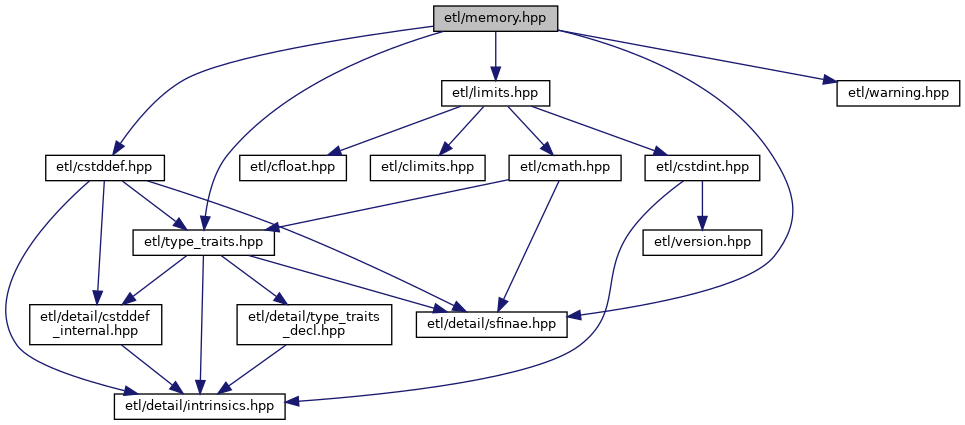 etl/memory.hpp
etl/limits.hpp
etl/warning.hpp
etl/cstddef.hpp
etl/cfloat.hpp
etl/climits.hpp
etl/cmath.hpp
etl/cstdint.hpp
etl/type_traits.hpp
etl/version.hpp
etl/detail/cstddef
_internal.hpp
etl/detail/type_traits
_decl.hpp
etl/detail/sfinae.hpp
etl/detail/intrinsics.hpp